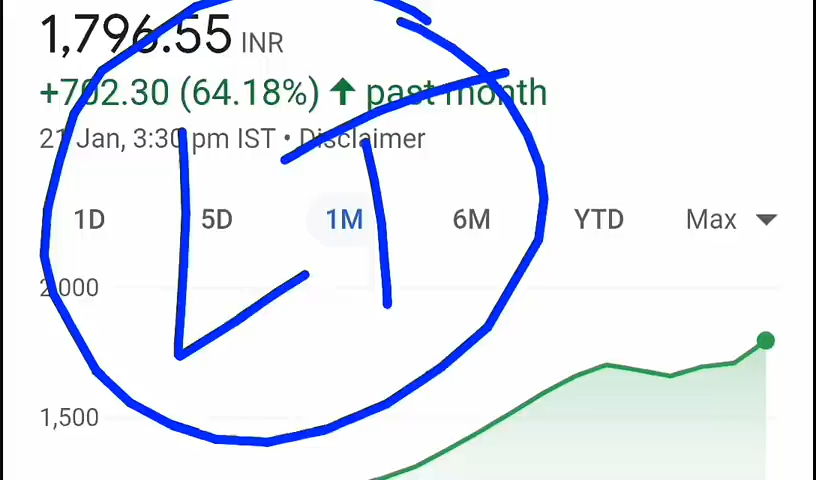 1,796.55 INR
+702.30 (64.18%) ↑ past month
21 Jan, 3:30 pm IST • Disclaimer
1D 5D 1M 6M YTD Max
2,000
1,500
LT